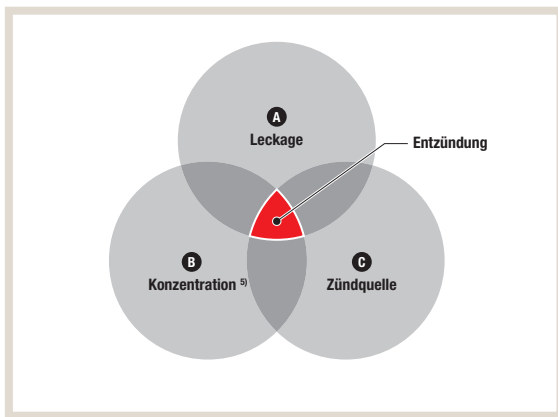 A
Leckage
Entzündung
B
Konzentration 5)
C
Zündquelle